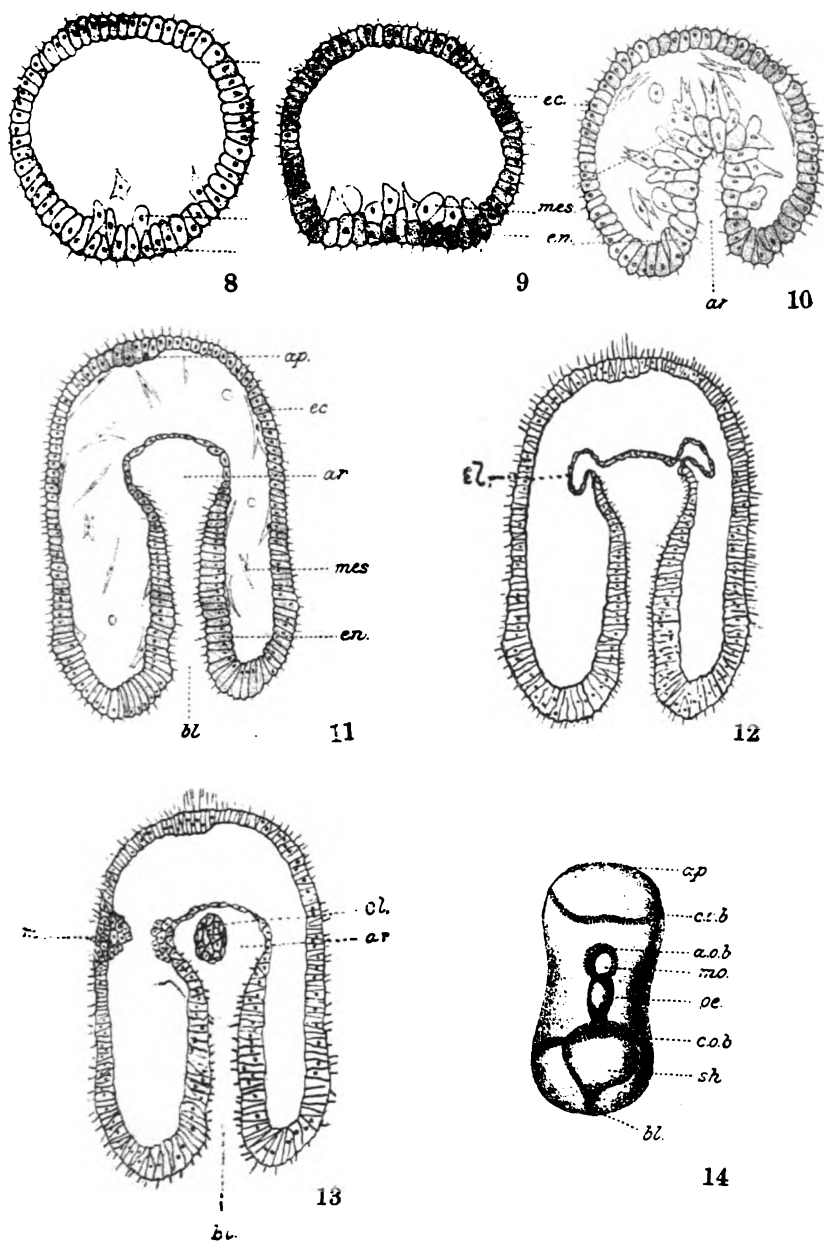 ec.
mes.
en.
ar
8
9
10
ap.
ec
ar
mes
en.
bl
11
12
cl.
ar
bl.
13
ap
a.o.b
mo.
oe.
c.o.b
sh
bl.
14